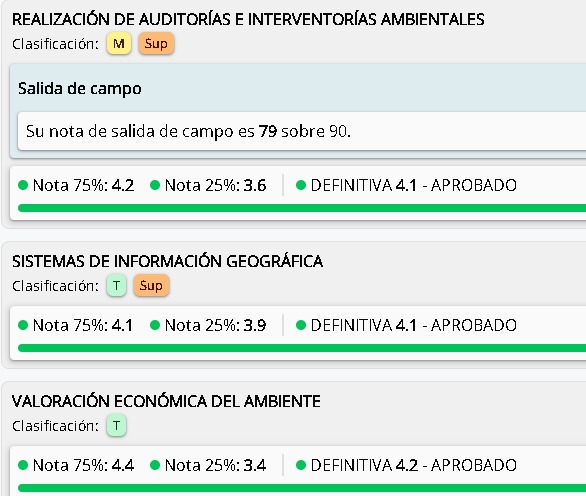 REALIZACIÓN DE AUDITORÍAS E INTERVENTORÍAS AMBIENTALES
Clasificación: M Sup
Salida de campo
Su nota de salida de campo es 79 sobre 90.
Nota 75%: 4.2 Nota 25%: 3.6 DEFINITIVA 4.1 - APROBADO
SISTEMAS DE INFORMACIÓN GEOGRÁFICA
Clasificación: T Sup
Nota 75%: 4.1 Nota 25%: 3.9 DEFINITIVA 4.1 - APROBADO
VALORACIÓN ECONÓMICA DEL AMBIENTE
Clasificación: T
Nota 75%: 4.4 Nota 25%: 3.4 DEFINITIVA 4.2 - APROBADO